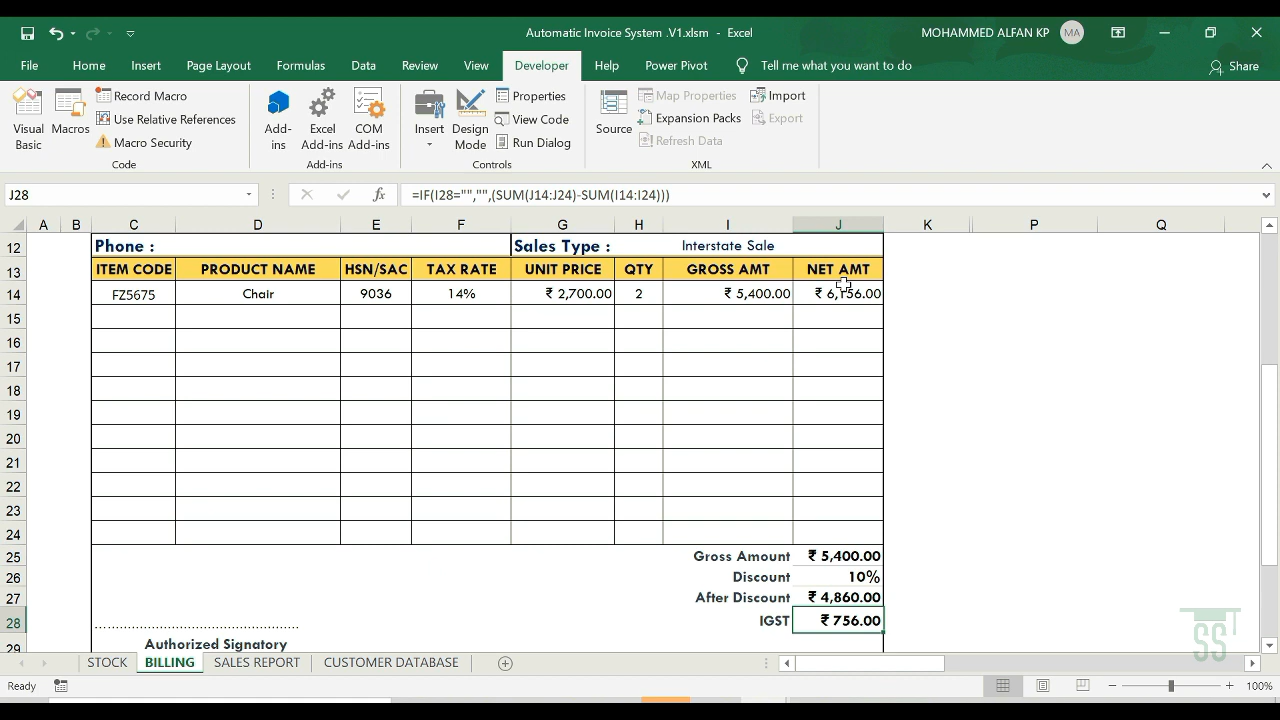 Automatic Invoice System .V1.xlsm - Excel
MOHAMMED ALFAN KP
MA
File Home Insert Page Layout Formulas Data Review View Developer Help Power Pivot Tell me what you want to do Share
Visual Basic
Macros
Record Macro
Use Relative References
Macro Security
Code
Add-ins
Excel Add-ins
COM Add-ins
Add-ins
Insert
Design Mode
Properties
View Code
Run Dialog
Controls
Source
Map Properties
Expansion Packs
Refresh Data
Import
Export
XML
J28
fx
=IF(I28="","",(SUM(J14:J24)-SUM(I14:I24)))
A B C D E F G H I J K P Q
12 Phone : Sales Type : Interstate Sale
13 ITEM CODE PRODUCT NAME HSN/SAC TAX RATE UNIT PRICE QTY GROSS AMT NET AMT
14 FZ5675 Chair 9036 14% ₹ 2,700.00 2 ₹ 5,400.00 ₹ 6,156.00
15
16
17
18
19
20
21
22
23
24
25 Gross Amount ₹ 5,400.00
26 Discount 10%
27 After Discount ₹ 4,860.00
28 IGST ₹ 756.00
29 Authorized Signatory
SS
STOCK BILLING SALES REPORT CUSTOMER DATABASE
Ready
100%